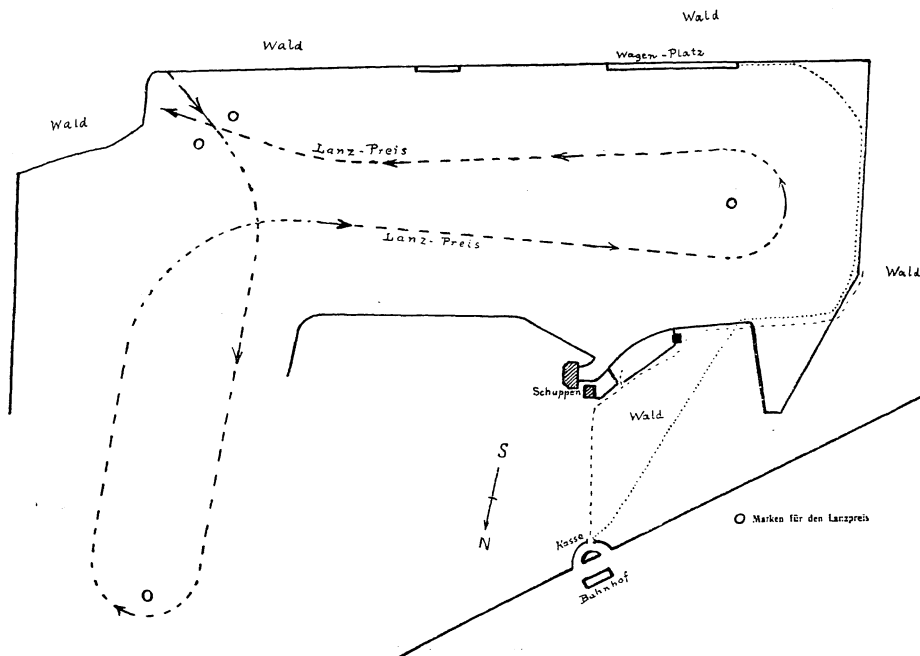 Wald
Wald
Wagen-Platz
Wald
Lanz-Preis
Lanz-Preis
Wald
Schuppen
Wald
S
N
Marken für den Lanzpreis
Kasse
Bahnhof